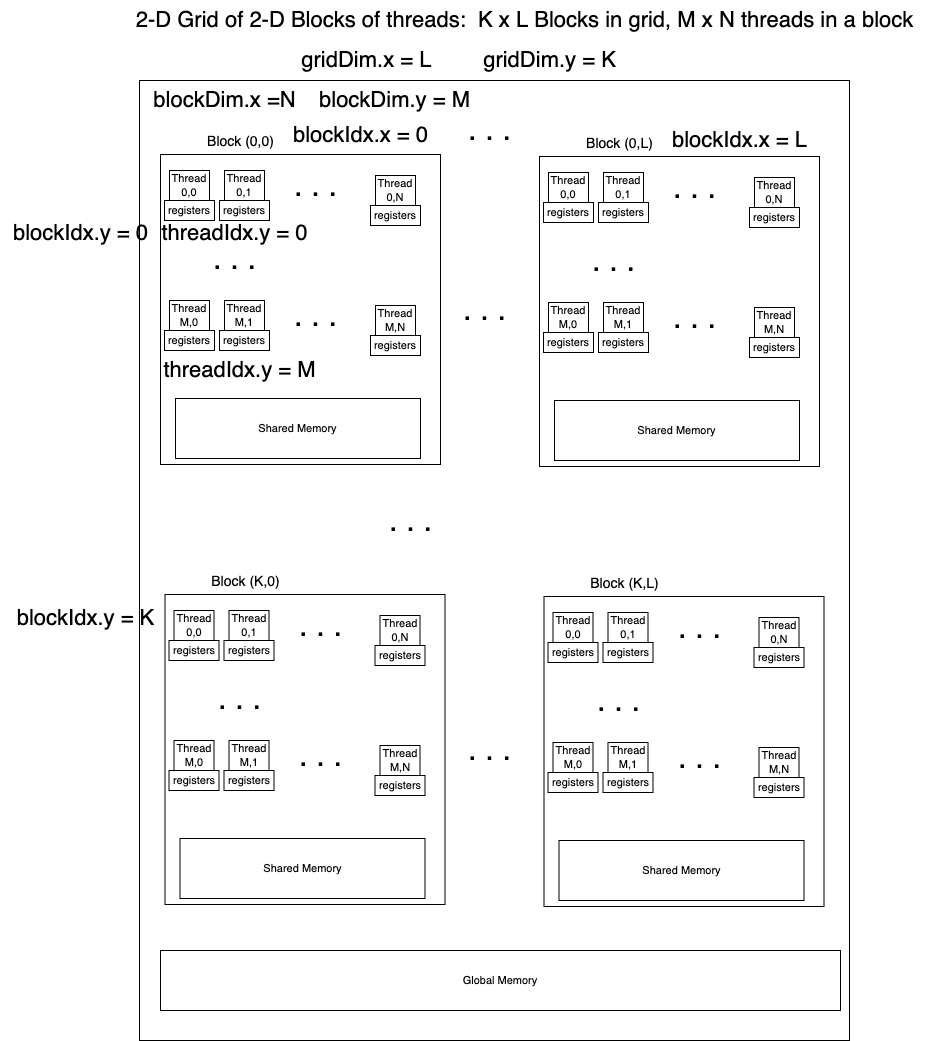 2-D Grid of 2-D Blocks of threads:  K x L Blocks in grid, M x N threads in a block
gridDim.x = L    gridDim.y = K
blockDim.x =N    blockDim.y = M
Block (0,0)    blockIdx.x = 0    . . .    Block (0,L)    blockIdx.x = L
Thread    Thread    Thread    Thread    Thread    Thread
0,0    0,1    . . .    0,N    0,0    0,1    . . .    0,N
registers    registers    registers    registers    registers    registers
blockIdx.y = 0    threadIdx.y = 0
. . .    . . .
Thread    Thread    Thread    Thread    Thread    Thread
M,0    M,1    . . .    M,N    . . .    M,0    M,1    . . .    M,N
registers    registers    registers    registers    registers    registers
threadIdx.y = M
Shared Memory    Shared Memory
. . .
Block (K,0)    Block (K,L)
blockIdx.y = K    Thread    Thread    Thread    Thread    Thread    Thread
0,0    0,1    . . .    0,N    0,0    0,1    . . .    0,N
registers    registers    registers    registers    registers    registers
. . .    . . .
Thread    Thread    Thread    Thread    Thread    Thread
M,0    M,1    . . .    M,N    . . .    M,0    M,1    . . .    M,N
registers    registers    registers    registers    registers    registers
Shared Memory    Shared Memory
Global Memory